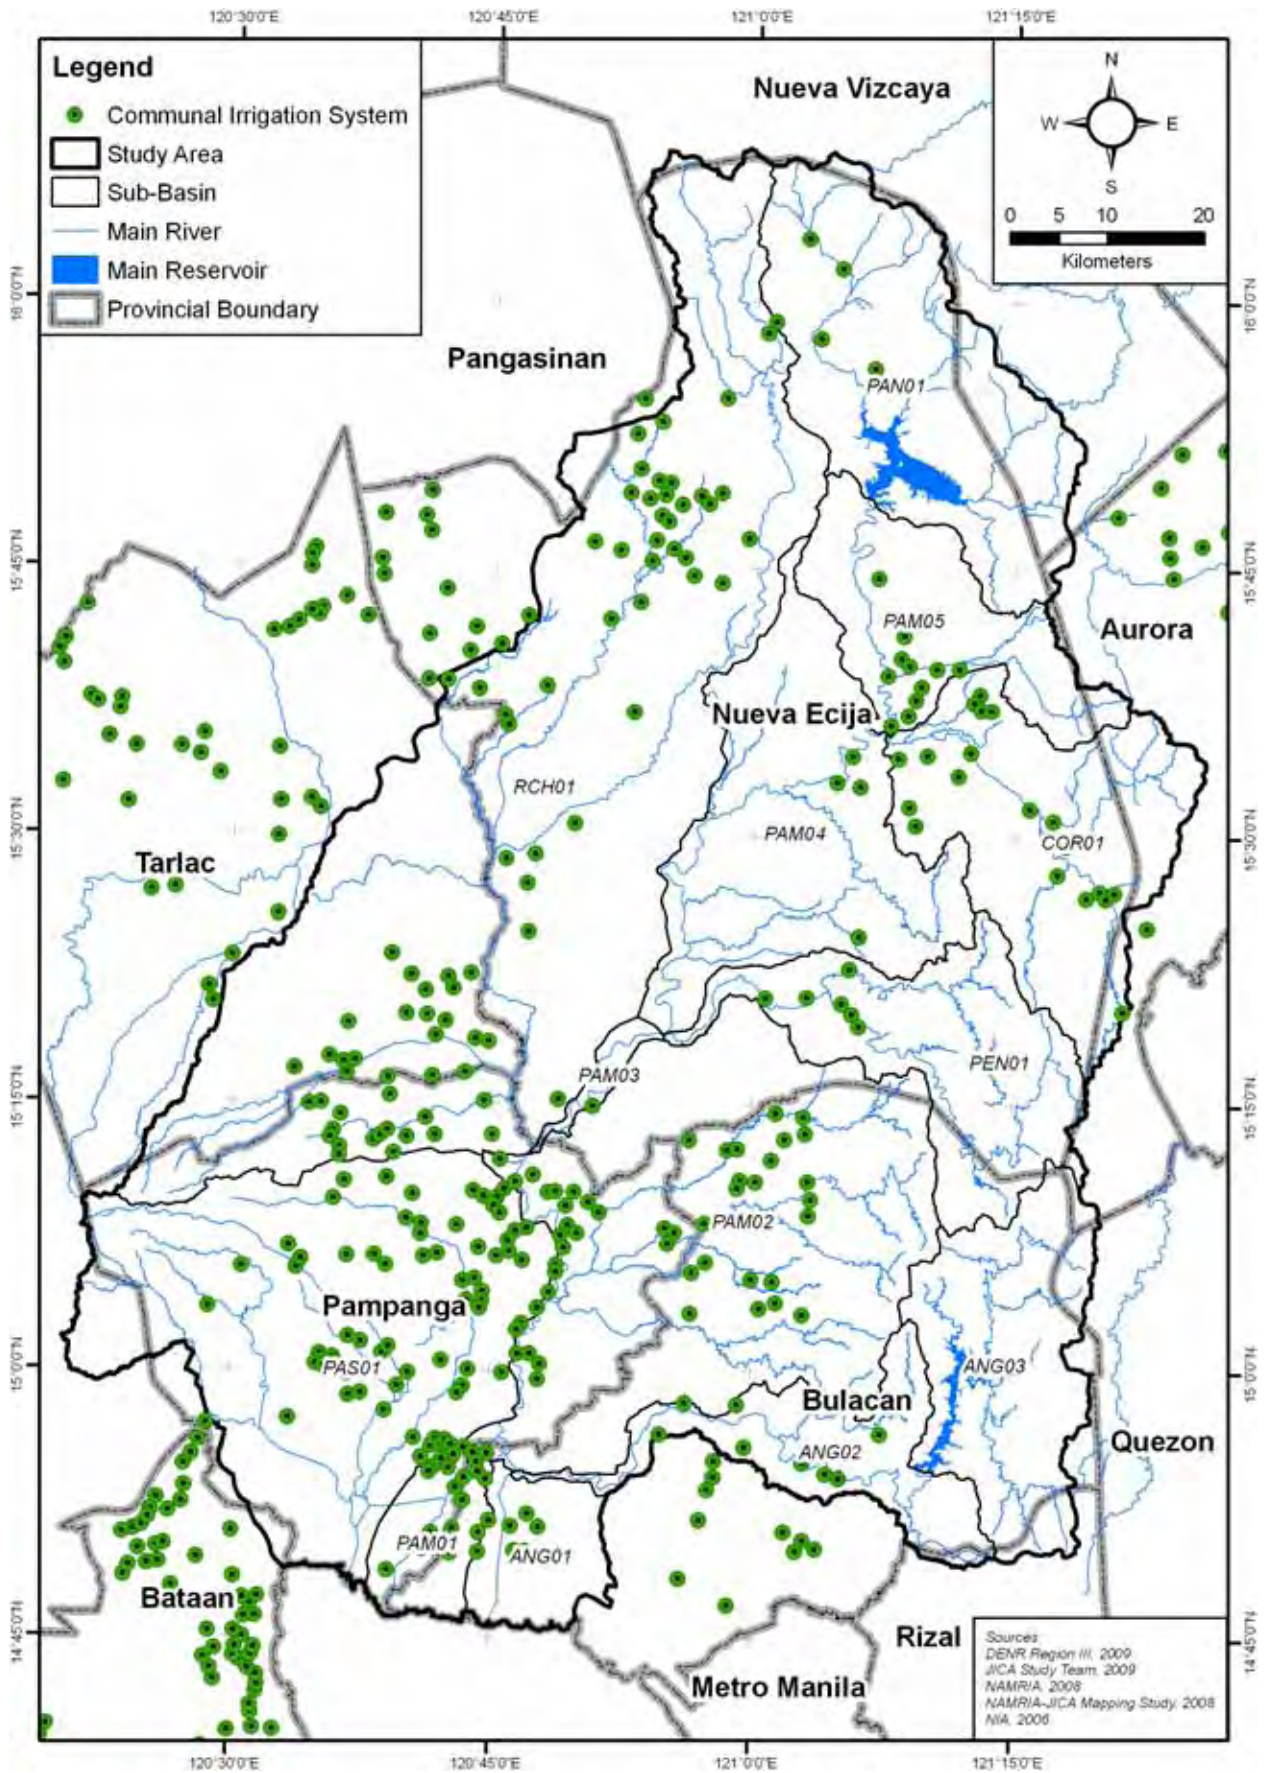 120°30'0"E
120°45'0"E
121°0'0"E
121°15'0"E
Legend
Communal Irrigation System
Study Area
Sub-Basin
Main River
Main Reservoir
Provincial Boundary
Nueva Vizcaya
N
W
E
S
0 5 10 20
Kilometers
16°0'0"N
16°0'0"N
Pangasinan
PAN01
15°45'0"N
15°45'0"N
PAM05
Aurora
Nueva Ecija
RCH01
PAM04
15°30'0"N
15°30'0"N
COR01
Tarlac
PEN01
PAM03
15°15'0"N
15°15'0"N
PAM02
Pampanga
PAS01
ANG03
15°0'0"N
15°0'0"N
Bulacan
Quezon
ANG02
PAM01
ANG01
Bataan
14°45'0"N
14°45'0"N
Rizal
Metro Manila
Sources
DENR Region III, 2009
JICA Study Team, 2009
NAMRIA, 2008
NAMRIA-JICA Mapping Study, 2008
NIA, 2006
120°30'0"E
120°45'0"E
121°0'0"E
121°15'0"E